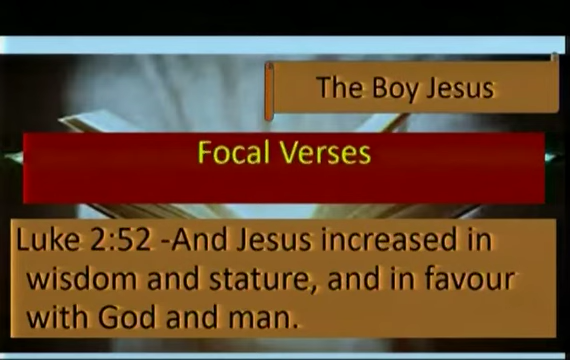 The Boy Jesus
Focal Verses
Luke 2:52 -And Jesus increased in
wisdom and stature, and in favour
with God and man.